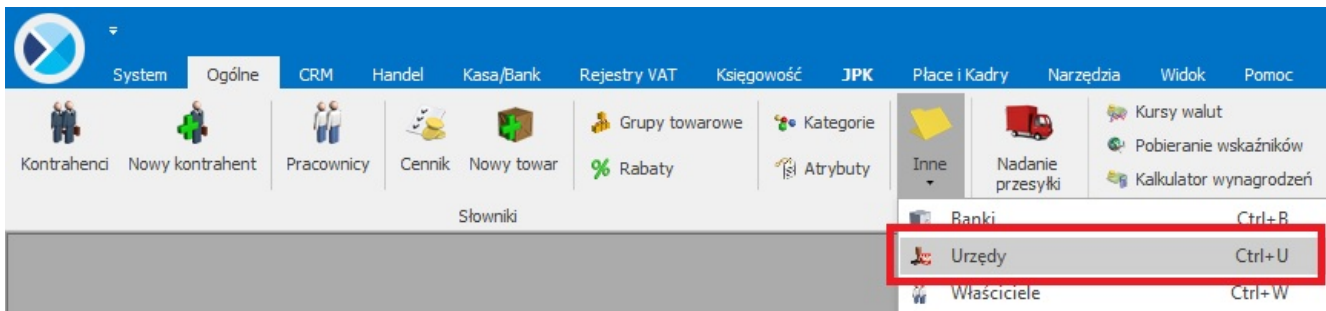 System Ogólne CRM Handel Kasa/Bank Rejestry VAT Księgowość JPK Płace i Kadry Narzędzia Widok Pomoc
Kontrahenci Nowy kontrahent Pracownicy Cennik Nowy towar
Grupy towarowe
Rabaty
Kategorie
Atrybuty
Inne
Nadanie
przesyłki
Kursy walut
Pobieranie wskaźników
Kalkulator wynagrodzeń
Słowniki
Banki Ctrl+B
Urzędy Ctrl+U
Właściciele Ctrl+W